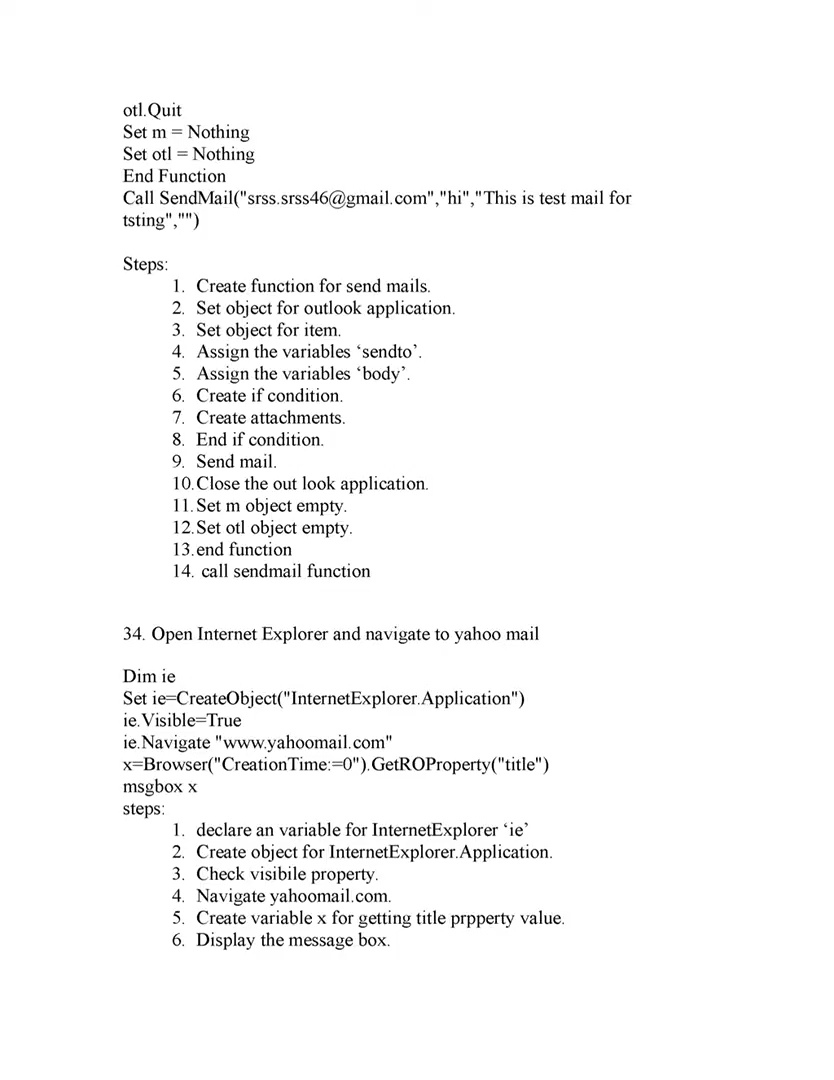 otl.Quit
Set m = Nothing
Set otl = Nothing
End Function
Call SendMail("srss.srss46@gmail.com","hi","This is test mail for
tsting","")
Steps:
1. Create function for send mails.
2. Set object for outlook application.
3. Set object for item.
4. Assign the variables ‘sendto’.
5. Assign the variables ‘body’.
6. Create if condition.
7. Create attachments.
8. End if condition.
9. Send mail.
10.Close the out look application.
11.Set m object empty.
12.Set otl object empty.
13.end function
14. call sendmail function
34. Open Internet Explorer and navigate to yahoo mail
Dim ie
Set ie=CreateObject("InternetExplorer.Application")
ie.Visible=True
ie.Navigate "www.yahoomail.com"
x=Browser("CreationTime:=0").GetROProperty("title")
msgbox x
steps:
1. declare an variable for InternetExplorer ‘ie’
2. Create object for InternetExplorer.Application.
3. Check visibile property.
4. Navigate yahoomail.com.
5. Create variable x for getting title prpperty value.
6. Display the message box.